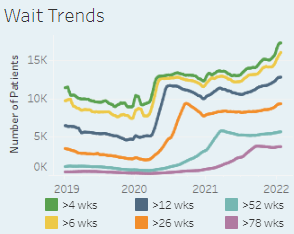 Wait Trends
Number of Patients
15K
10K
5K
0K
2019 2020 2021 2022
>4 wks >12 wks >52 wks
>6 wks >26 wks >78 wks